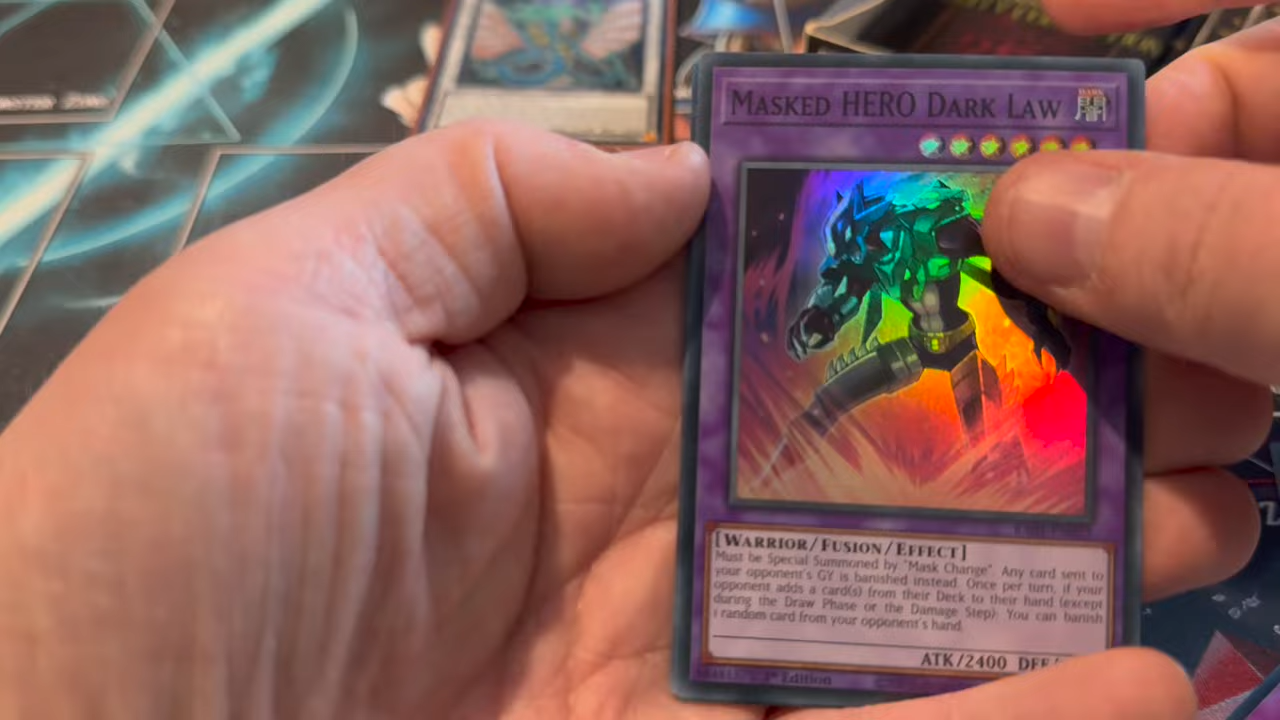 MASKED HERO DARK LAW
DARK
[WARRIOR/FUSION/EFFECT]
Must be Special Summoned by "Mask Change". Any card sent to
your opponent's GY is banished instead. Once per turn, if your
opponent adds a card(s) from their Deck to their hand (except
during the Draw Phase or the Damage Step): You can banish
1 random card from your opponent's hand.
ATK/2400 DEF/
1st Edition